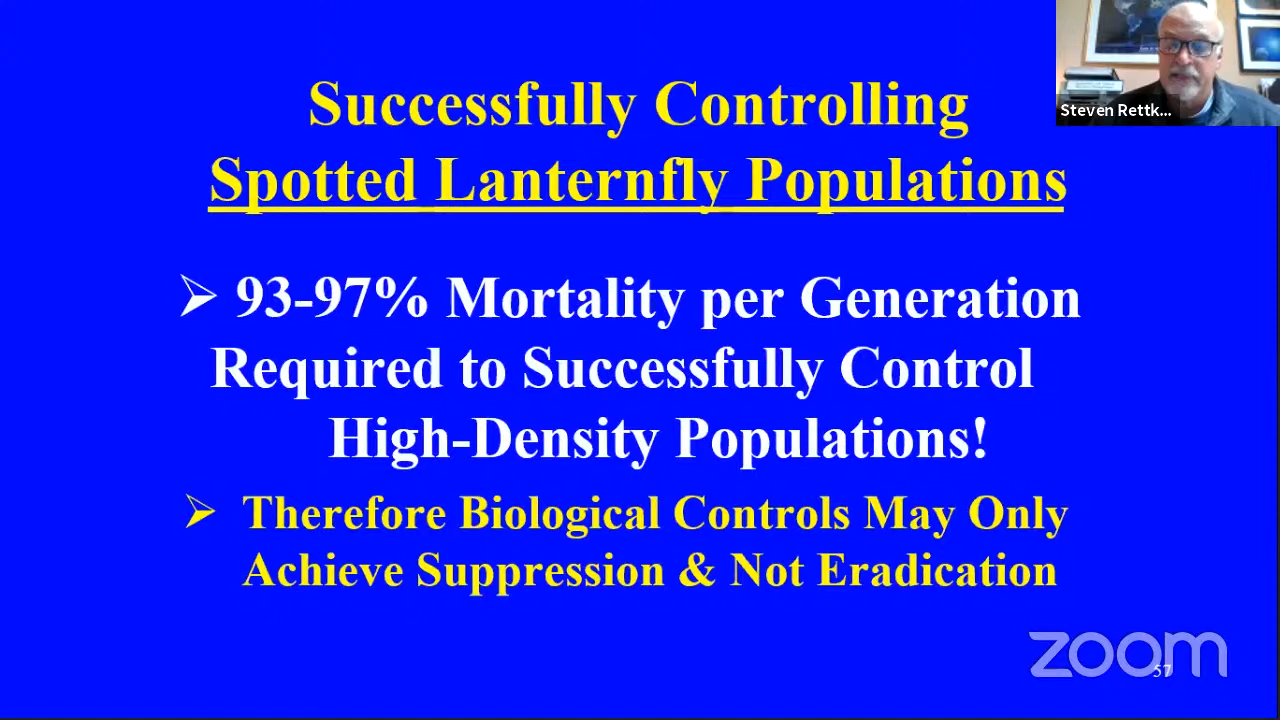 Successfully Controlling
Spotted Lanternfly Populations
➢ 93-97% Mortality per Generation
Required to Successfully Control
High-Density Populations!
➢ Therefore Biological Controls May Only
Achieve Suppression & Not Eradication
Steven Rettk...
zoom
57